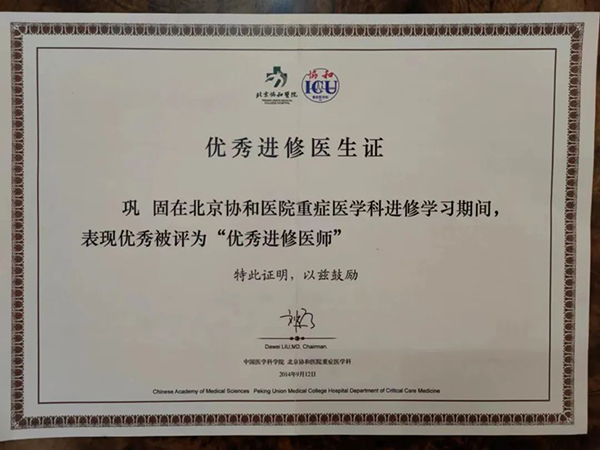 北京协和医院
PEKING UNION MEDICAL COLLEGE HOSPITAL
协和
ICU
优秀进修医生证
巩 固在北京协和医院重症医学科进修学习期间，
表现优秀被评为“优秀进修医师”
特此证明，以兹鼓励
Dawei LIU,MD, Chairman
中国医学科学院 北京协和医院重症医学科
2014年9月12日
Chinese Academy of Medical Sciences Peking Union Medical College Hospital Department of Critical Care Medicine